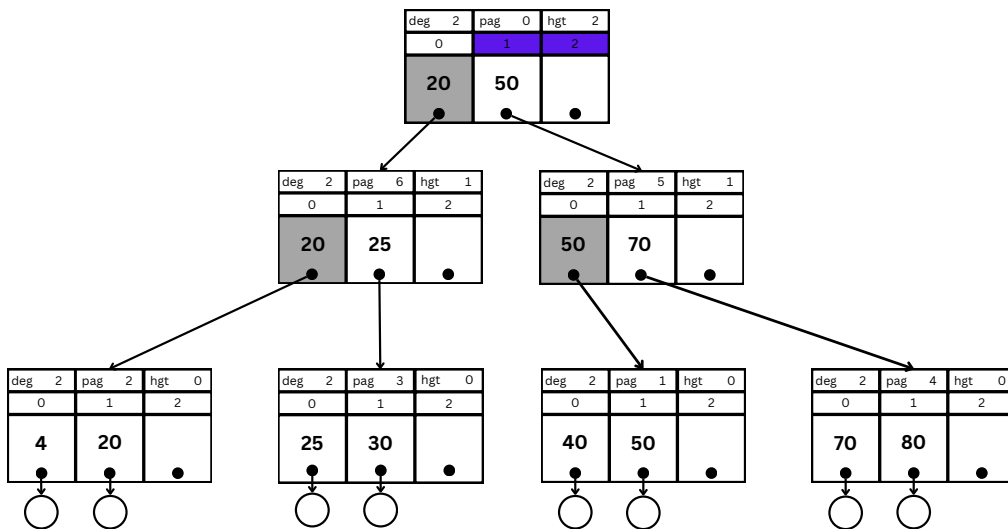 deg 2 pag 0 hgt 2
0 1 2
20 50
deg 2 pag 6 hgt 1
0 1 2
20 25
deg 2 pag 5 hgt 1
0 1 2
50 70
deg 2 pag 2 hgt 0
0 1 2
4 20
deg 2 pag 3 hgt 0
0 1 2
25 30
deg 2 pag 1 hgt 0
0 1 2
40 50
deg 2 pag 4 hgt 0
0 1 2
70 80